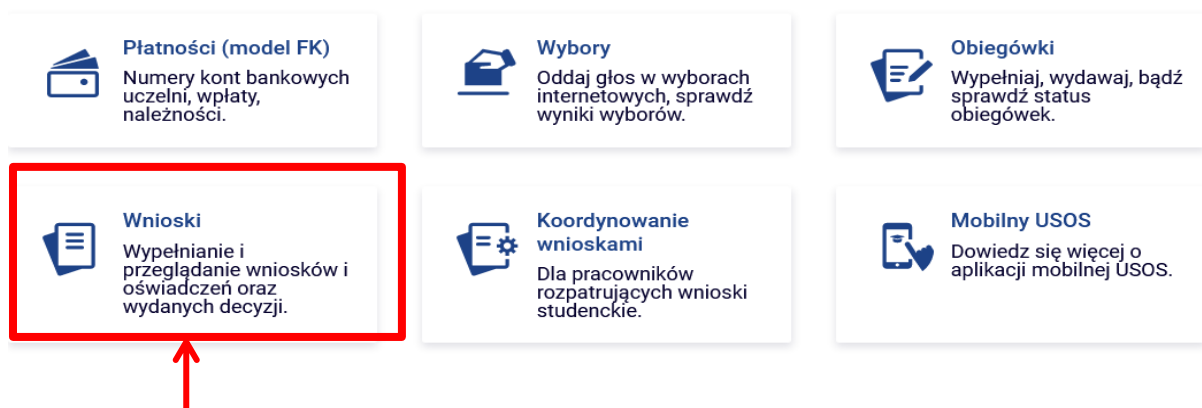 Płatności (model FK)
Numery kont bankowych
uczelni, wpłaty,
należności.
Wybory
Oddaj głos w wyborach
internetowych, sprawdź
wyniki wyborów.
Obiegówki
Wypełniaj, wydawaj, bądź
sprawdź status
obiegówek.
Wnioski
Wypełnianie i
przeglądanie wniosków i
oświadczeń oraz
wydanych decyzji.
Koordynowanie
wnioskami
Dla pracowników
rozpatrujących wnioski
studenckie.
Mobilny USOS
Dowiedz się więcej o
aplikacji mobilnej USOS.